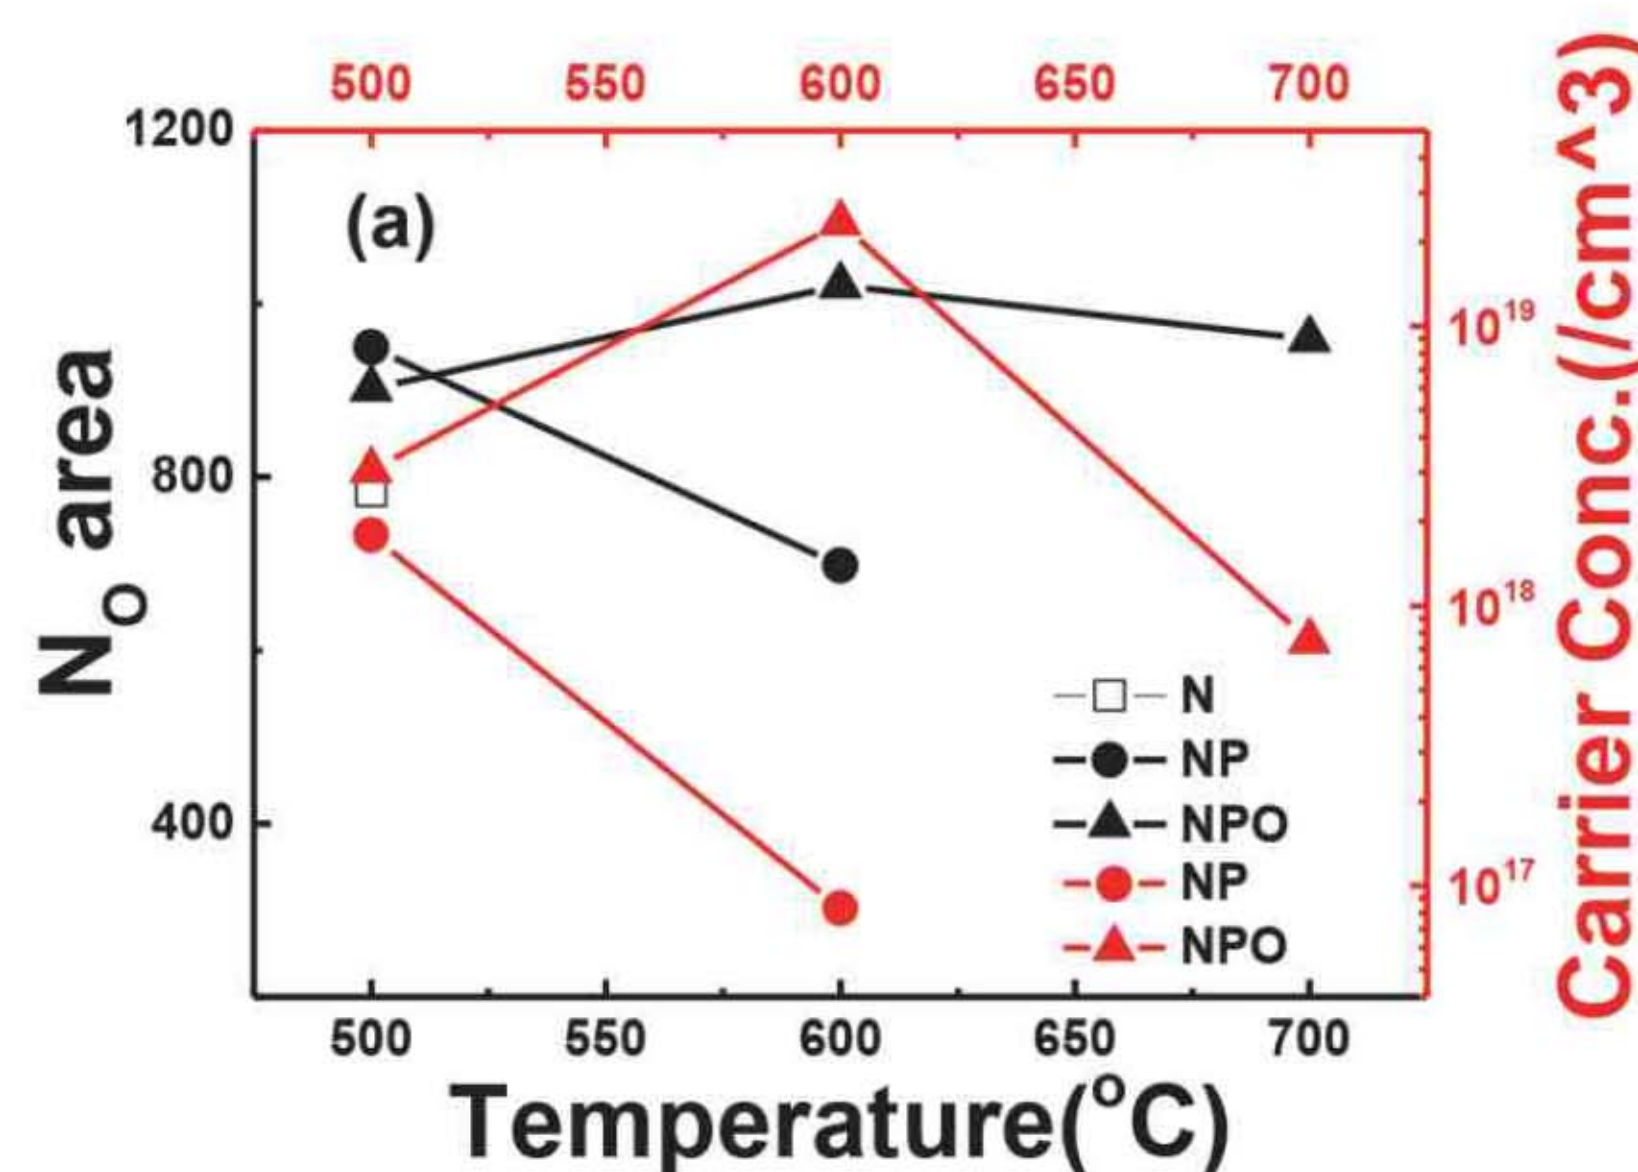 500 550 600 650 700
1200
800
400
(a)
N_O area
Carrier Conc.(/cm^3)
10^19
10^18
10^17
N
NP
NPO
NP
NPO
500 550 600 650 700
Temperature(°C)